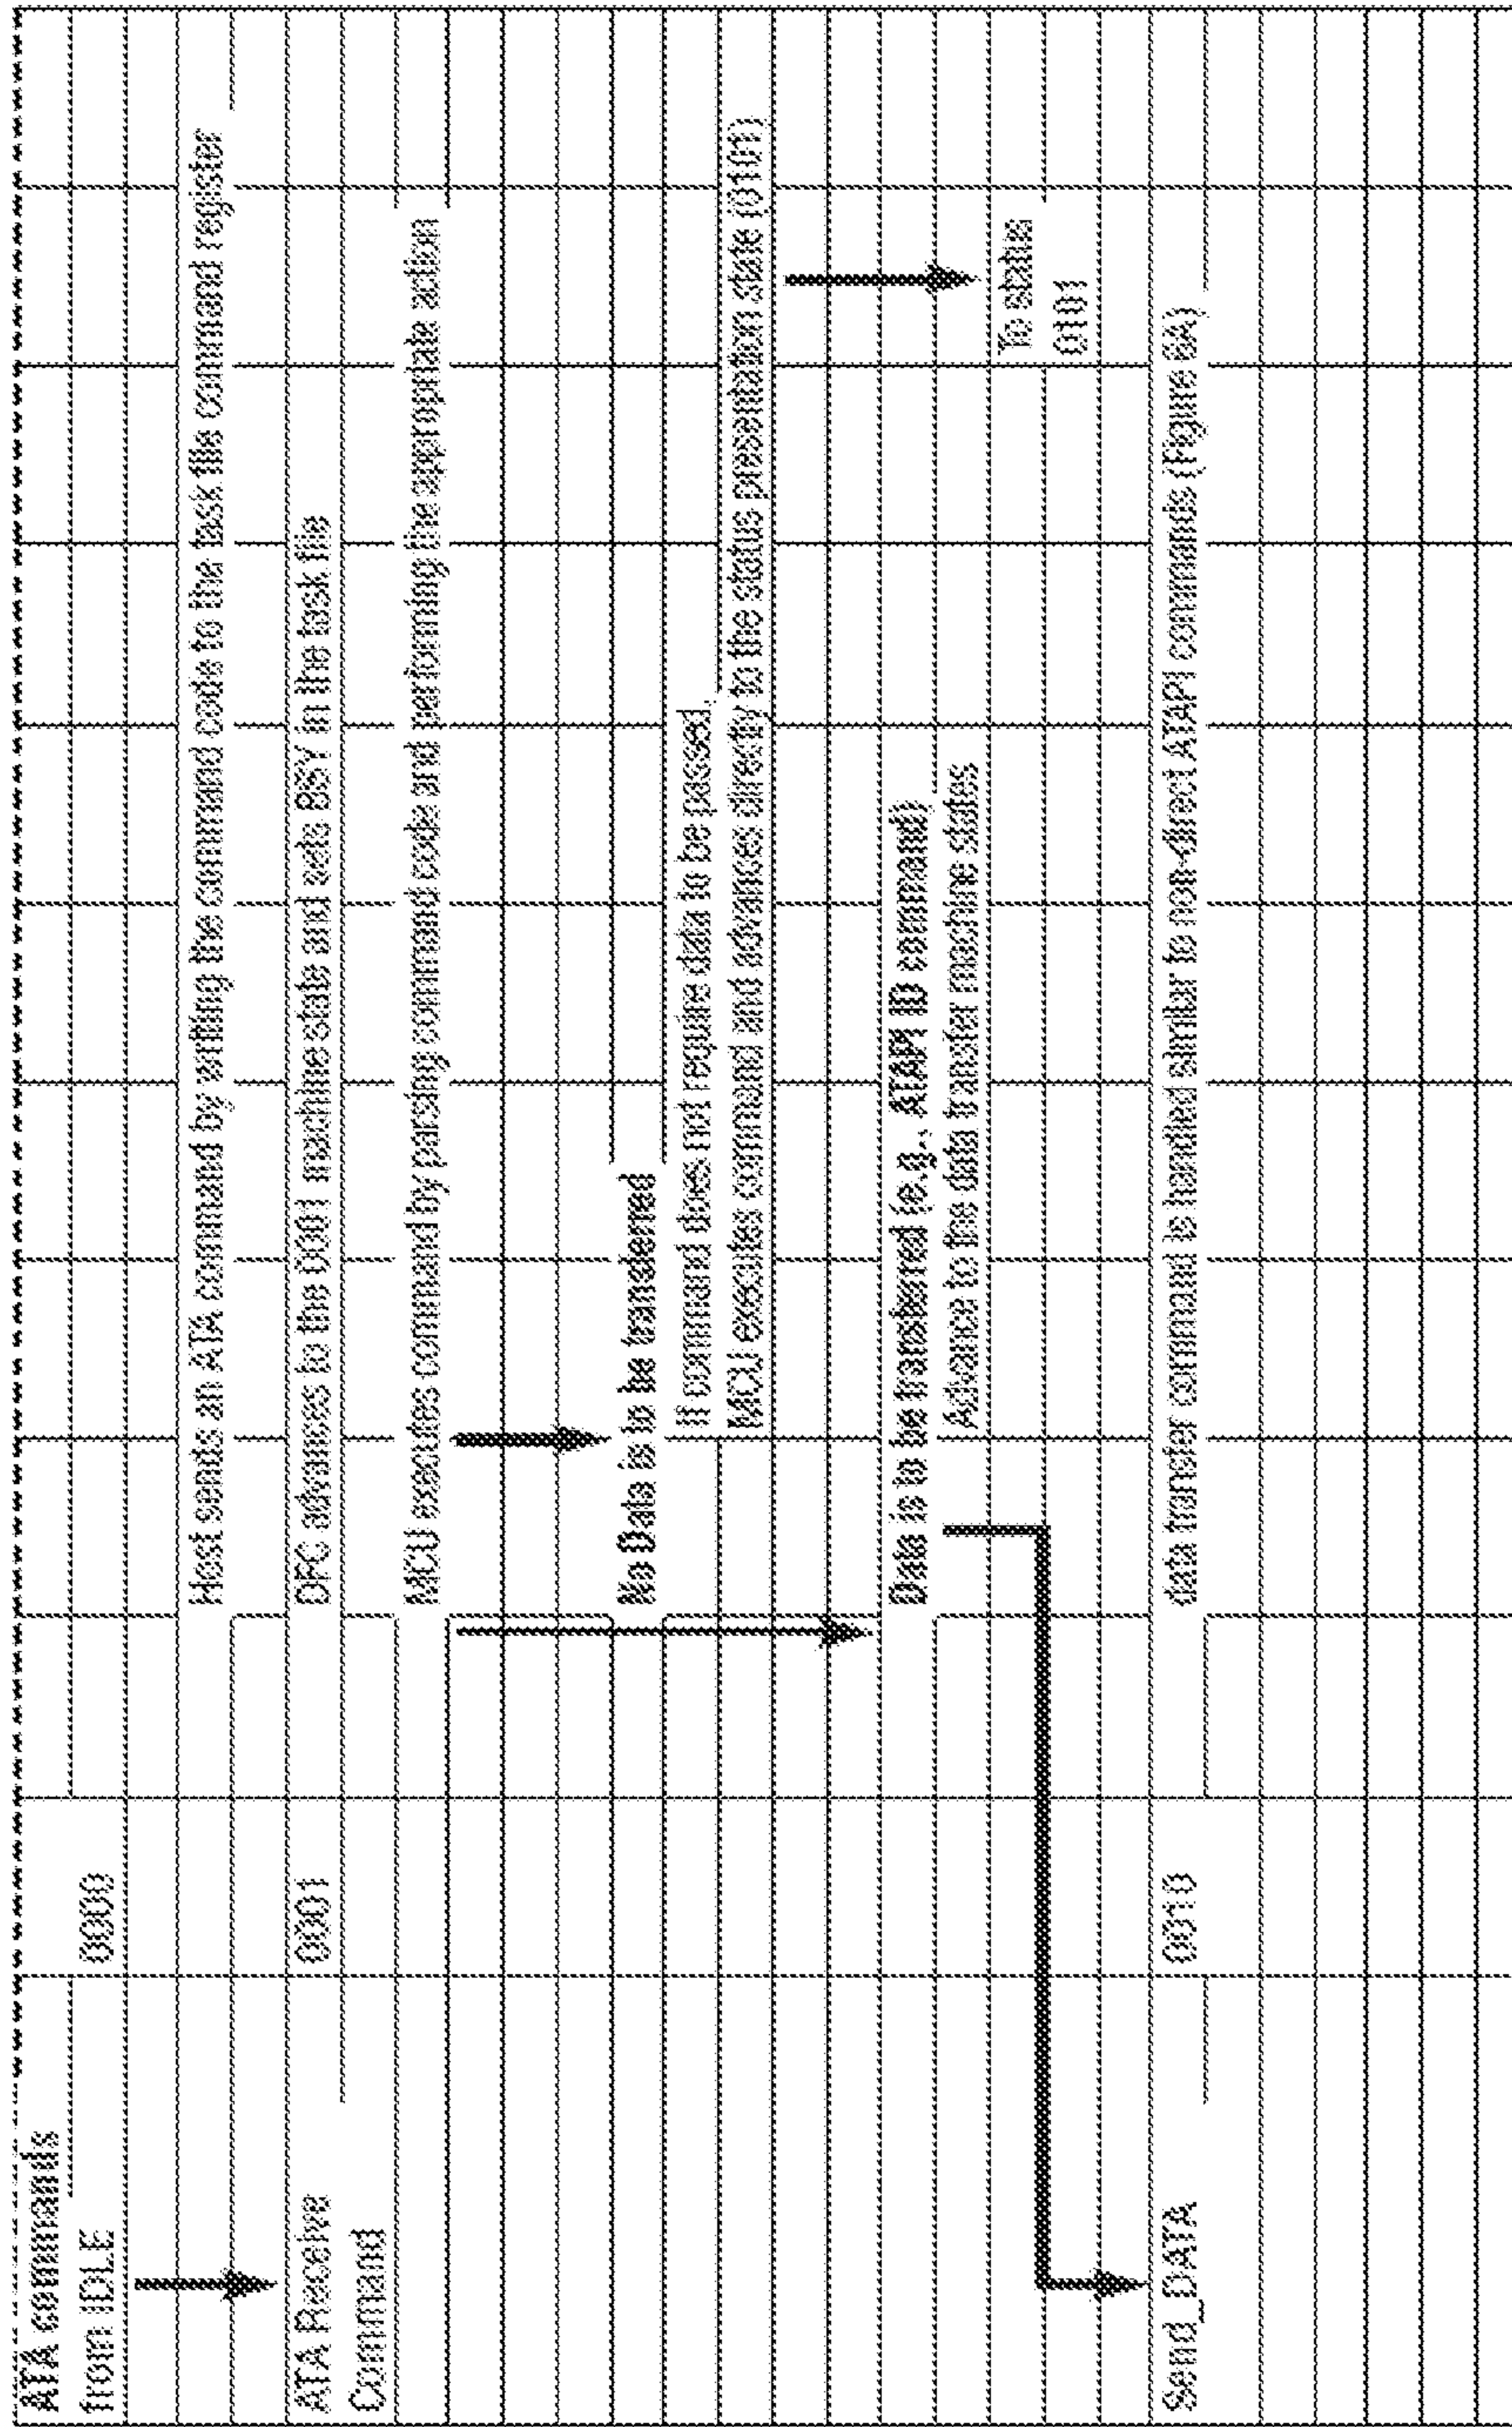 ATA commands
from IDLE 0000
Host sends an ATA command by writing the command code to the task file command register
ATA Receive 0001 DFC advances to the 0001 machine state and sets BSY in the task file
Command
MCU executes command by parsing command code and performing the appropriate action
No Data is to be transferred
If command does not require data to be passed,
MCU executes command and advances directly to the status presentation state (0101)
Data is to be transferred (e.g., ATAPI ID command)
Advance to the data transfer machine states
To status
0101
Send_DATA 0010 data transfer command is handled similar to non-direct ATAPI commands (Figure 6A)